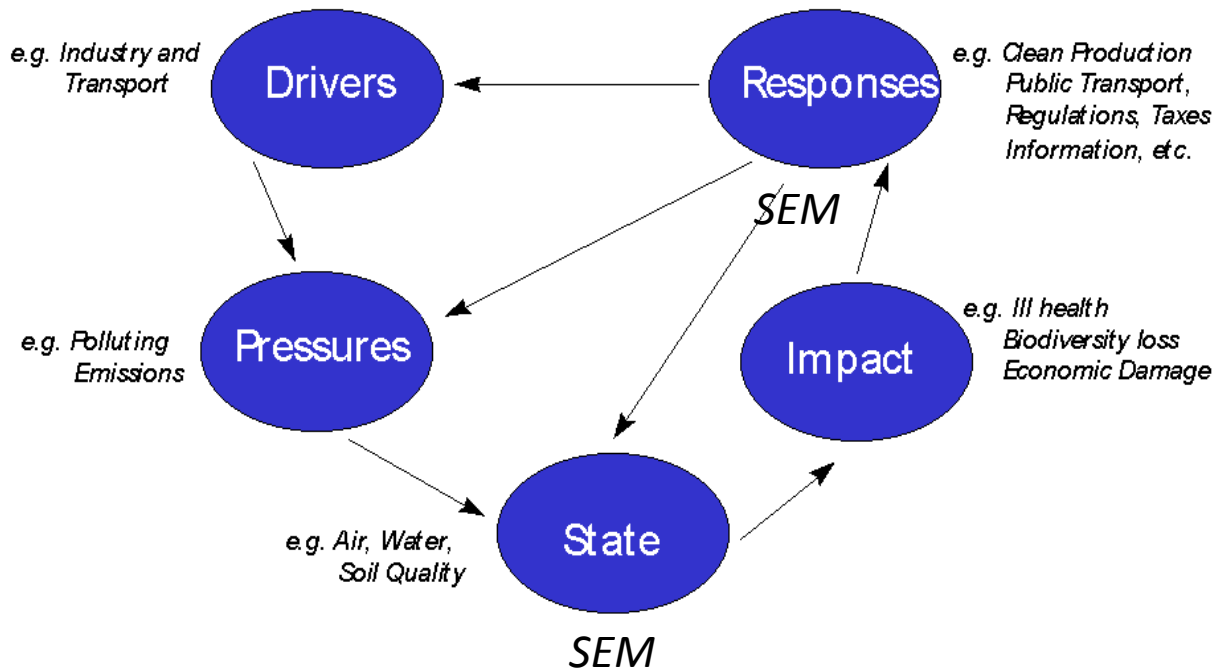 e.g. Industry and
Transport
Drivers
Responses
e.g. Clean Production
Public Transport,
Regulations, Taxes
Information, etc.
SEM
e.g. Polluting
Emissions
Pressures
Impact
e.g. Ill health
Biodiversity loss
Economic Damage
e.g. Air, Water,
Soil Quality
State
SEM